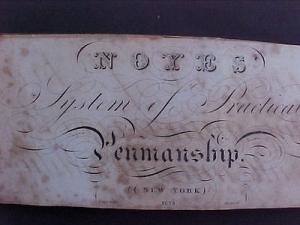 NOYES'
System of Practical
Penmanship.
(NEW YORK)